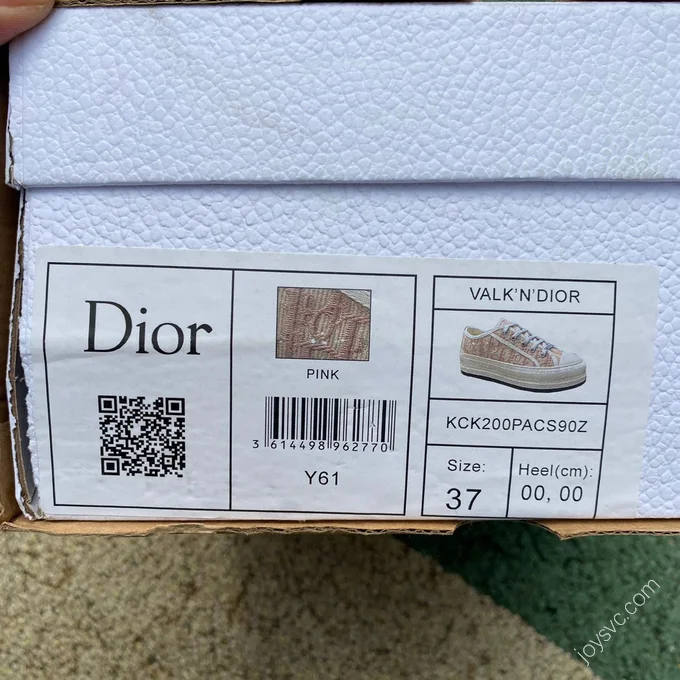 Dior
PINK
3 614498 962770
Y61
VALK'N'DIOR
KCK200PACS90Z
Size:
37
Heel(cm):
00, 00
joysvc.com